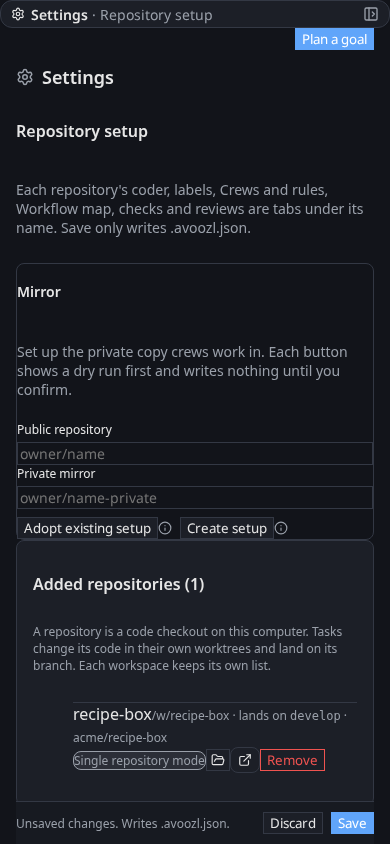 Settings · Repository setup
Plan a goal
Settings
Repository setup
Each repository's coder, labels, Crews and rules,
Workflow map, checks and reviews are tabs under its
name. Save only writes .avoozl.json.
Mirror
Set up the private copy crews work in. Each button
shows a dry run first and writes nothing until you
confirm.
Public repository
owner/name
Private mirror
owner/name-private
Adopt existing setup Create setup
Added repositories (1)
A repository is a code checkout on this computer. Tasks
change its code in their own worktrees and land on its
branch. Each workspace keeps its own list.
recipe-box/w/recipe-box · lands on develop ·
acme/recipe-box
Single repository mode Remove
Unsaved changes. Writes .avoozl.json. Discard Save